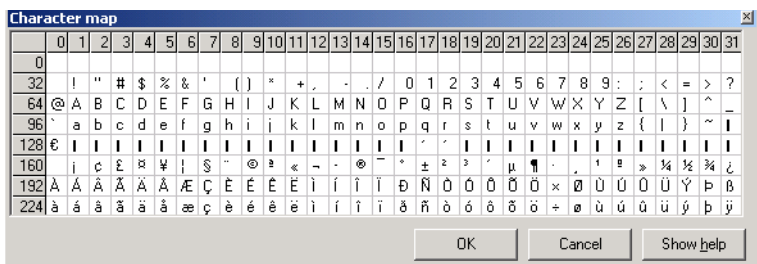 Character map
0 1 2 3 4 5 6 7 8 9 10 11 12 13 14 15 16 17 18 19 20 21 22 23 24 25 26 27 28 29 30 31
0
32 ! " # $ % & ' ( ) * + , - . / 0 1 2 3 4 5 6 7 8 9 : ; < = > ?
64 @ A B C D E F G H I J K L M N O P Q R S T U V W X Y Z [ \ ] ^ _
96 ` a b c d e f g h i j k l m n o p q r s t u v w x y z { | } ~ ▌
128 € ▌ ▌ ▌ ▌ ▌ ▌ ▌ ▌ ▌ ▌ ▌ ▌ ▌ ▌ ▌ ▌ ‘ ’ ▌ ▌ ▌ ▌ ▌ ▌ ▌ ▌ ▌ ▌ ▌ ▌ ▌
160 ¡ ¢ £ ¤ ¥ ¦ § ¨ © ª « ¬ - ® ¯ ° ± ² ³ ´ µ ¶ · ¸ ¹ º » ¼ ½ ¾ ¿
192 À Á Â Ã Ä Å Æ Ç È É Ê Ë Ì Í Î Ï Ð Ñ Ò Ó Ô Õ Ö × Ø Ù Ú Û Ü Ý Þ ß
224 à á â ã ä å æ ç è é ê ë ì í î ï ð ñ ò ó ô õ ö ÷ ø ù ú û ü ý þ ÿ
OK Cancel Show help